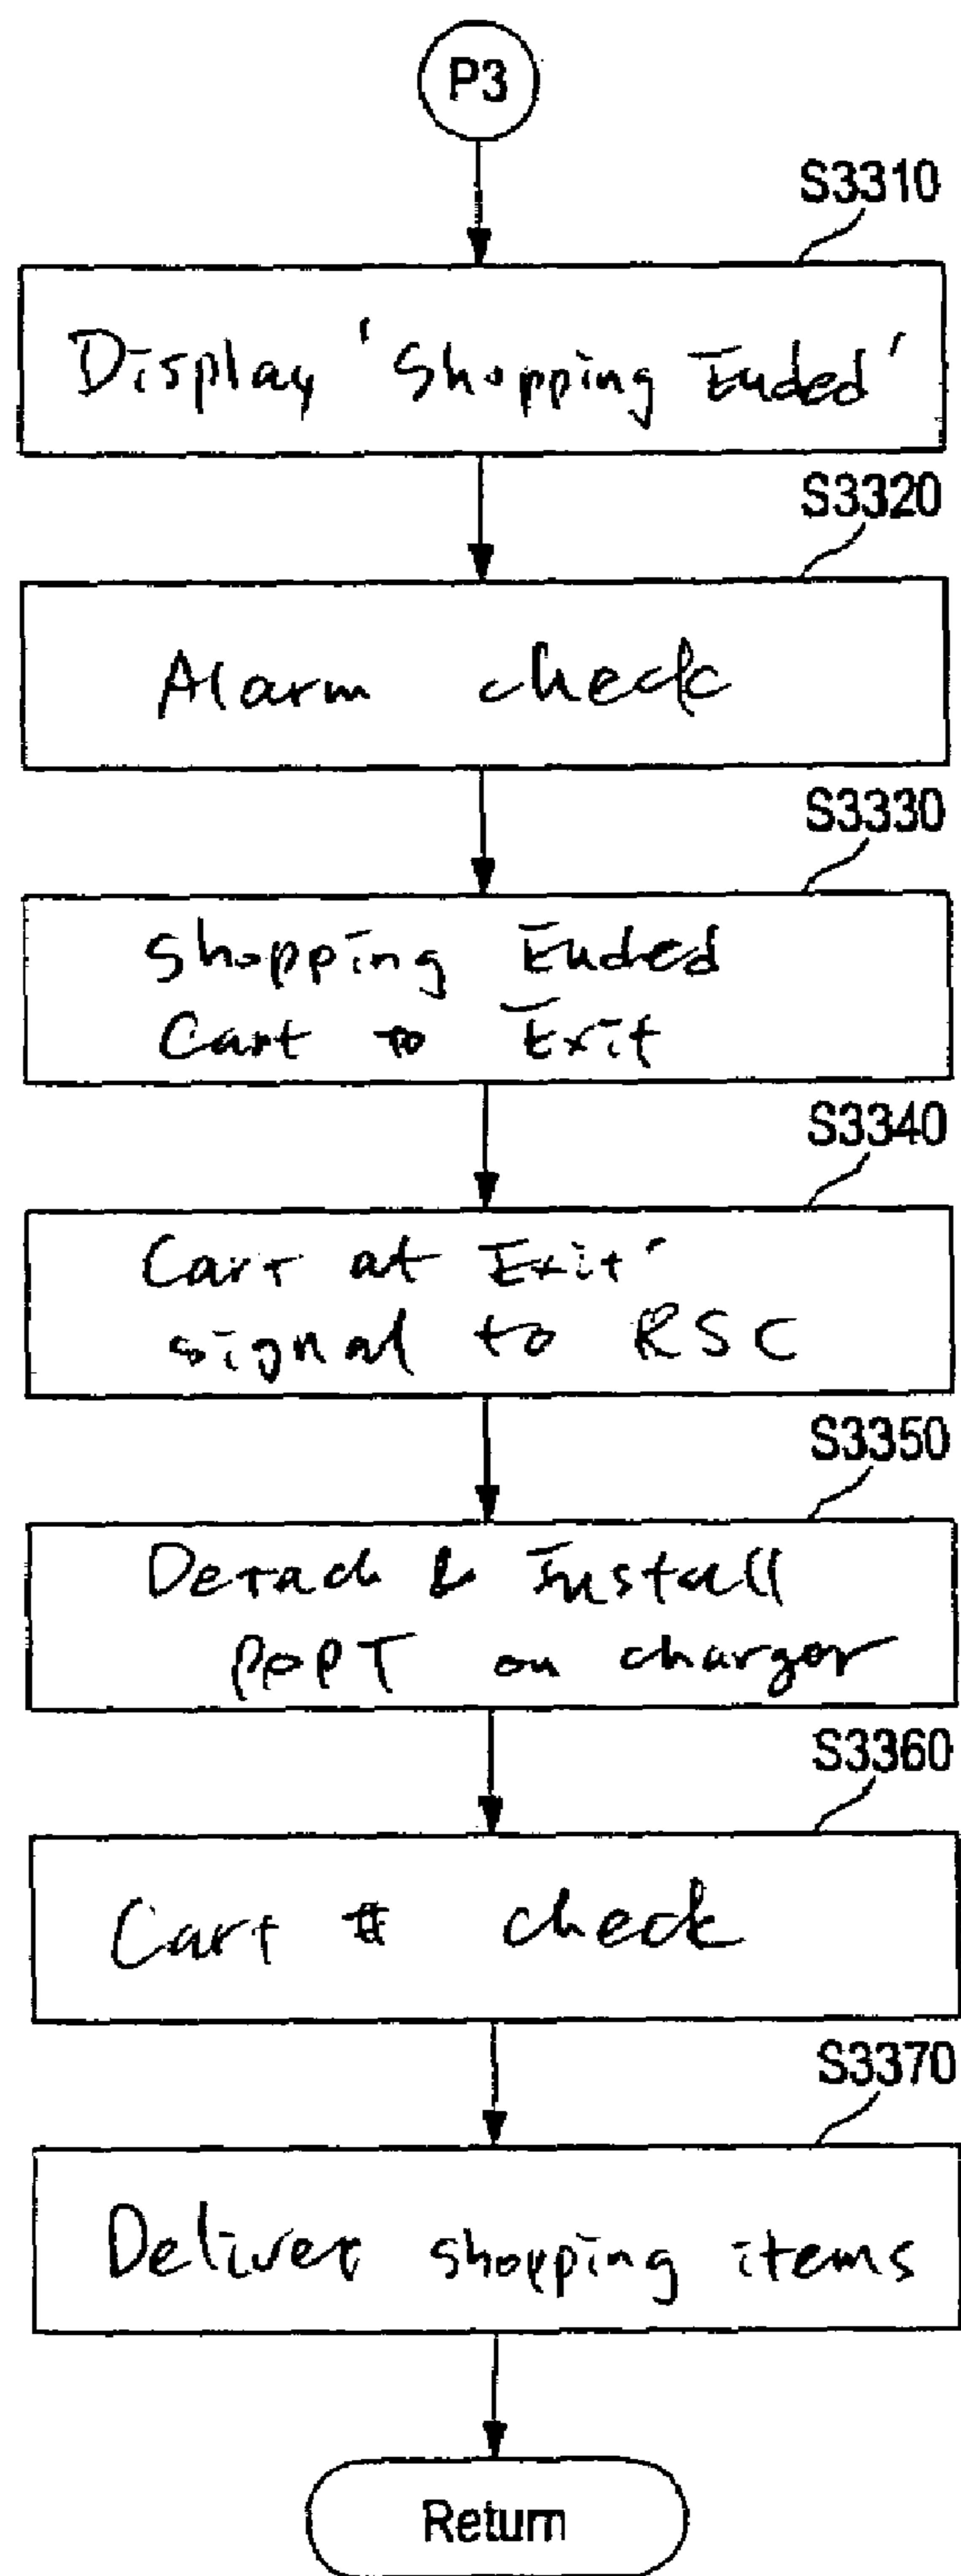 P3
S3310
Display 'Shopping Ended'
S3320
Alarm check
S3330
Shopping Ended
Cart to Exit
S3340
Cart at Exit'
signal to RSC
S3350
Detach & Install
POPT on charger
S3360
Cart # check
S3370
Deliver shopping items
Return